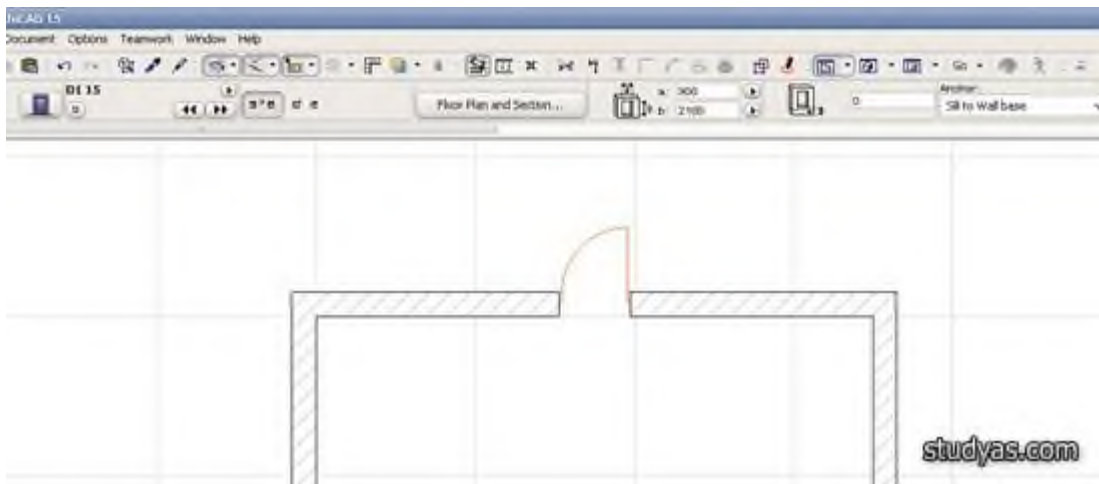 Document Options Teamwork Window Help
D1 15
Floor Plan and Section...
a: 900
b: 2100
0
Anchor:
Sill to Wall base
studyas.com